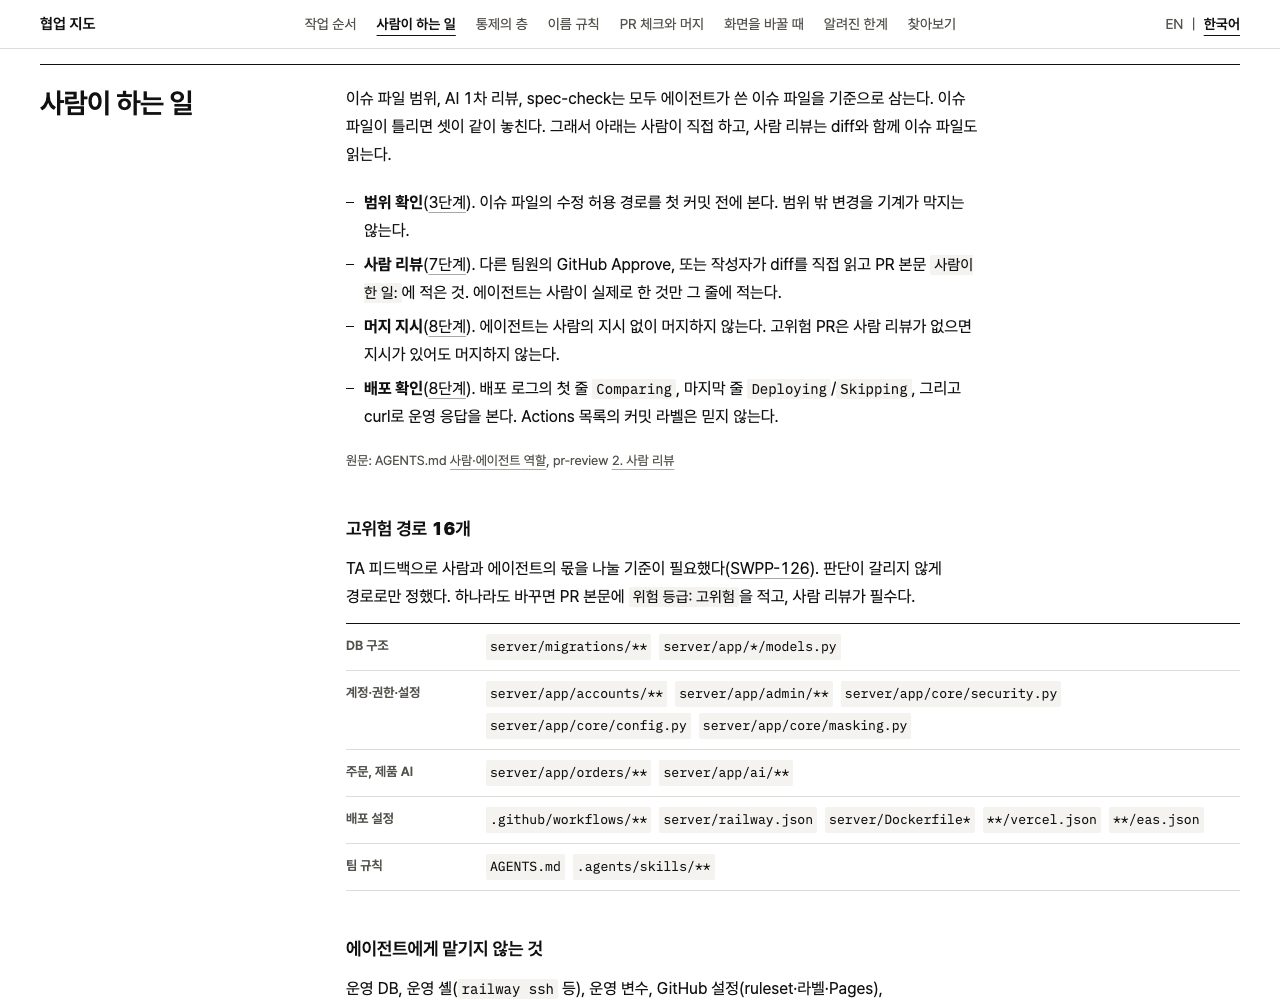 협업 지도
작업 순서 사람이 하는 일 통제의 층 이름 규칙 PR 체크와 머지 화면을 바꿀 때 알려진 한계 찾아보기
EN | 한국어
사람이 하는 일
이슈 파일 범위, AI 1차 리뷰, spec-check는 모두 에이전트가 쓴 이슈 파일을 기준으로 삼는다. 이슈
파일이 틀리면 셋이 같이 놓친다. 그래서 아래는 사람이 직접 하고, 사람 리뷰는 diff와 함께 이슈 파일도
읽는다.
– 범위 확인(3단계). 이슈 파일의 수정 허용 경로를 첫 커밋 전에 본다. 범위 밖 변경을 기계가 막지는
않는다.
– 사람 리뷰(7단계). 다른 팀원의 GitHub Approve, 또는 작성자가 diff를 직접 읽고 PR 본문 사람이
한 일: 에 적은 것. 에이전트는 사람이 실제로 한 것만 그 줄에 적는다.
– 머지 지시(8단계). 에이전트는 사람의 지시 없이 머지하지 않는다. 고위험 PR은 사람 리뷰가 없으면
지시가 있어도 머지하지 않는다.
– 배포 확인(8단계). 배포 로그의 첫 줄 Comparing, 마지막 줄 Deploying/Skipping, 그리고
curl로 운영 응답을 본다. Actions 목록의 커밋 라벨은 믿지 않는다.
원문: AGENTS.md 사람·에이전트 역할, pr-review 2. 사람 리뷰
고위험 경로 16개
TA 피드백으로 사람과 에이전트의 몫을 나눌 기준이 필요했다(SWPP-126). 판단이 갈리지 않게
경로로만 정했다. 하나라도 바꾸면 PR 본문에 위험 등급: 고위험 을 적고, 사람 리뷰가 필수다.
DB 구조 server/migrations/** server/app/*/models.py
계정·권한·설정 server/app/accounts/** server/app/admin/** server/app/core/security.py
server/app/core/config.py server/app/core/masking.py
주문, 제품 AI server/app/orders/** server/app/ai/**
배포 설정 .github/workflows/** server/railway.json server/Dockerfile* **/vercel.json **/eas.json
팀 규칙 AGENTS.md .agents/skills/**
에이전트에게 맡기지 않는 것
운영 DB, 운영 셸( railway ssh 등), 운영 변수, GitHub 설정(ruleset·라벨·Pages),